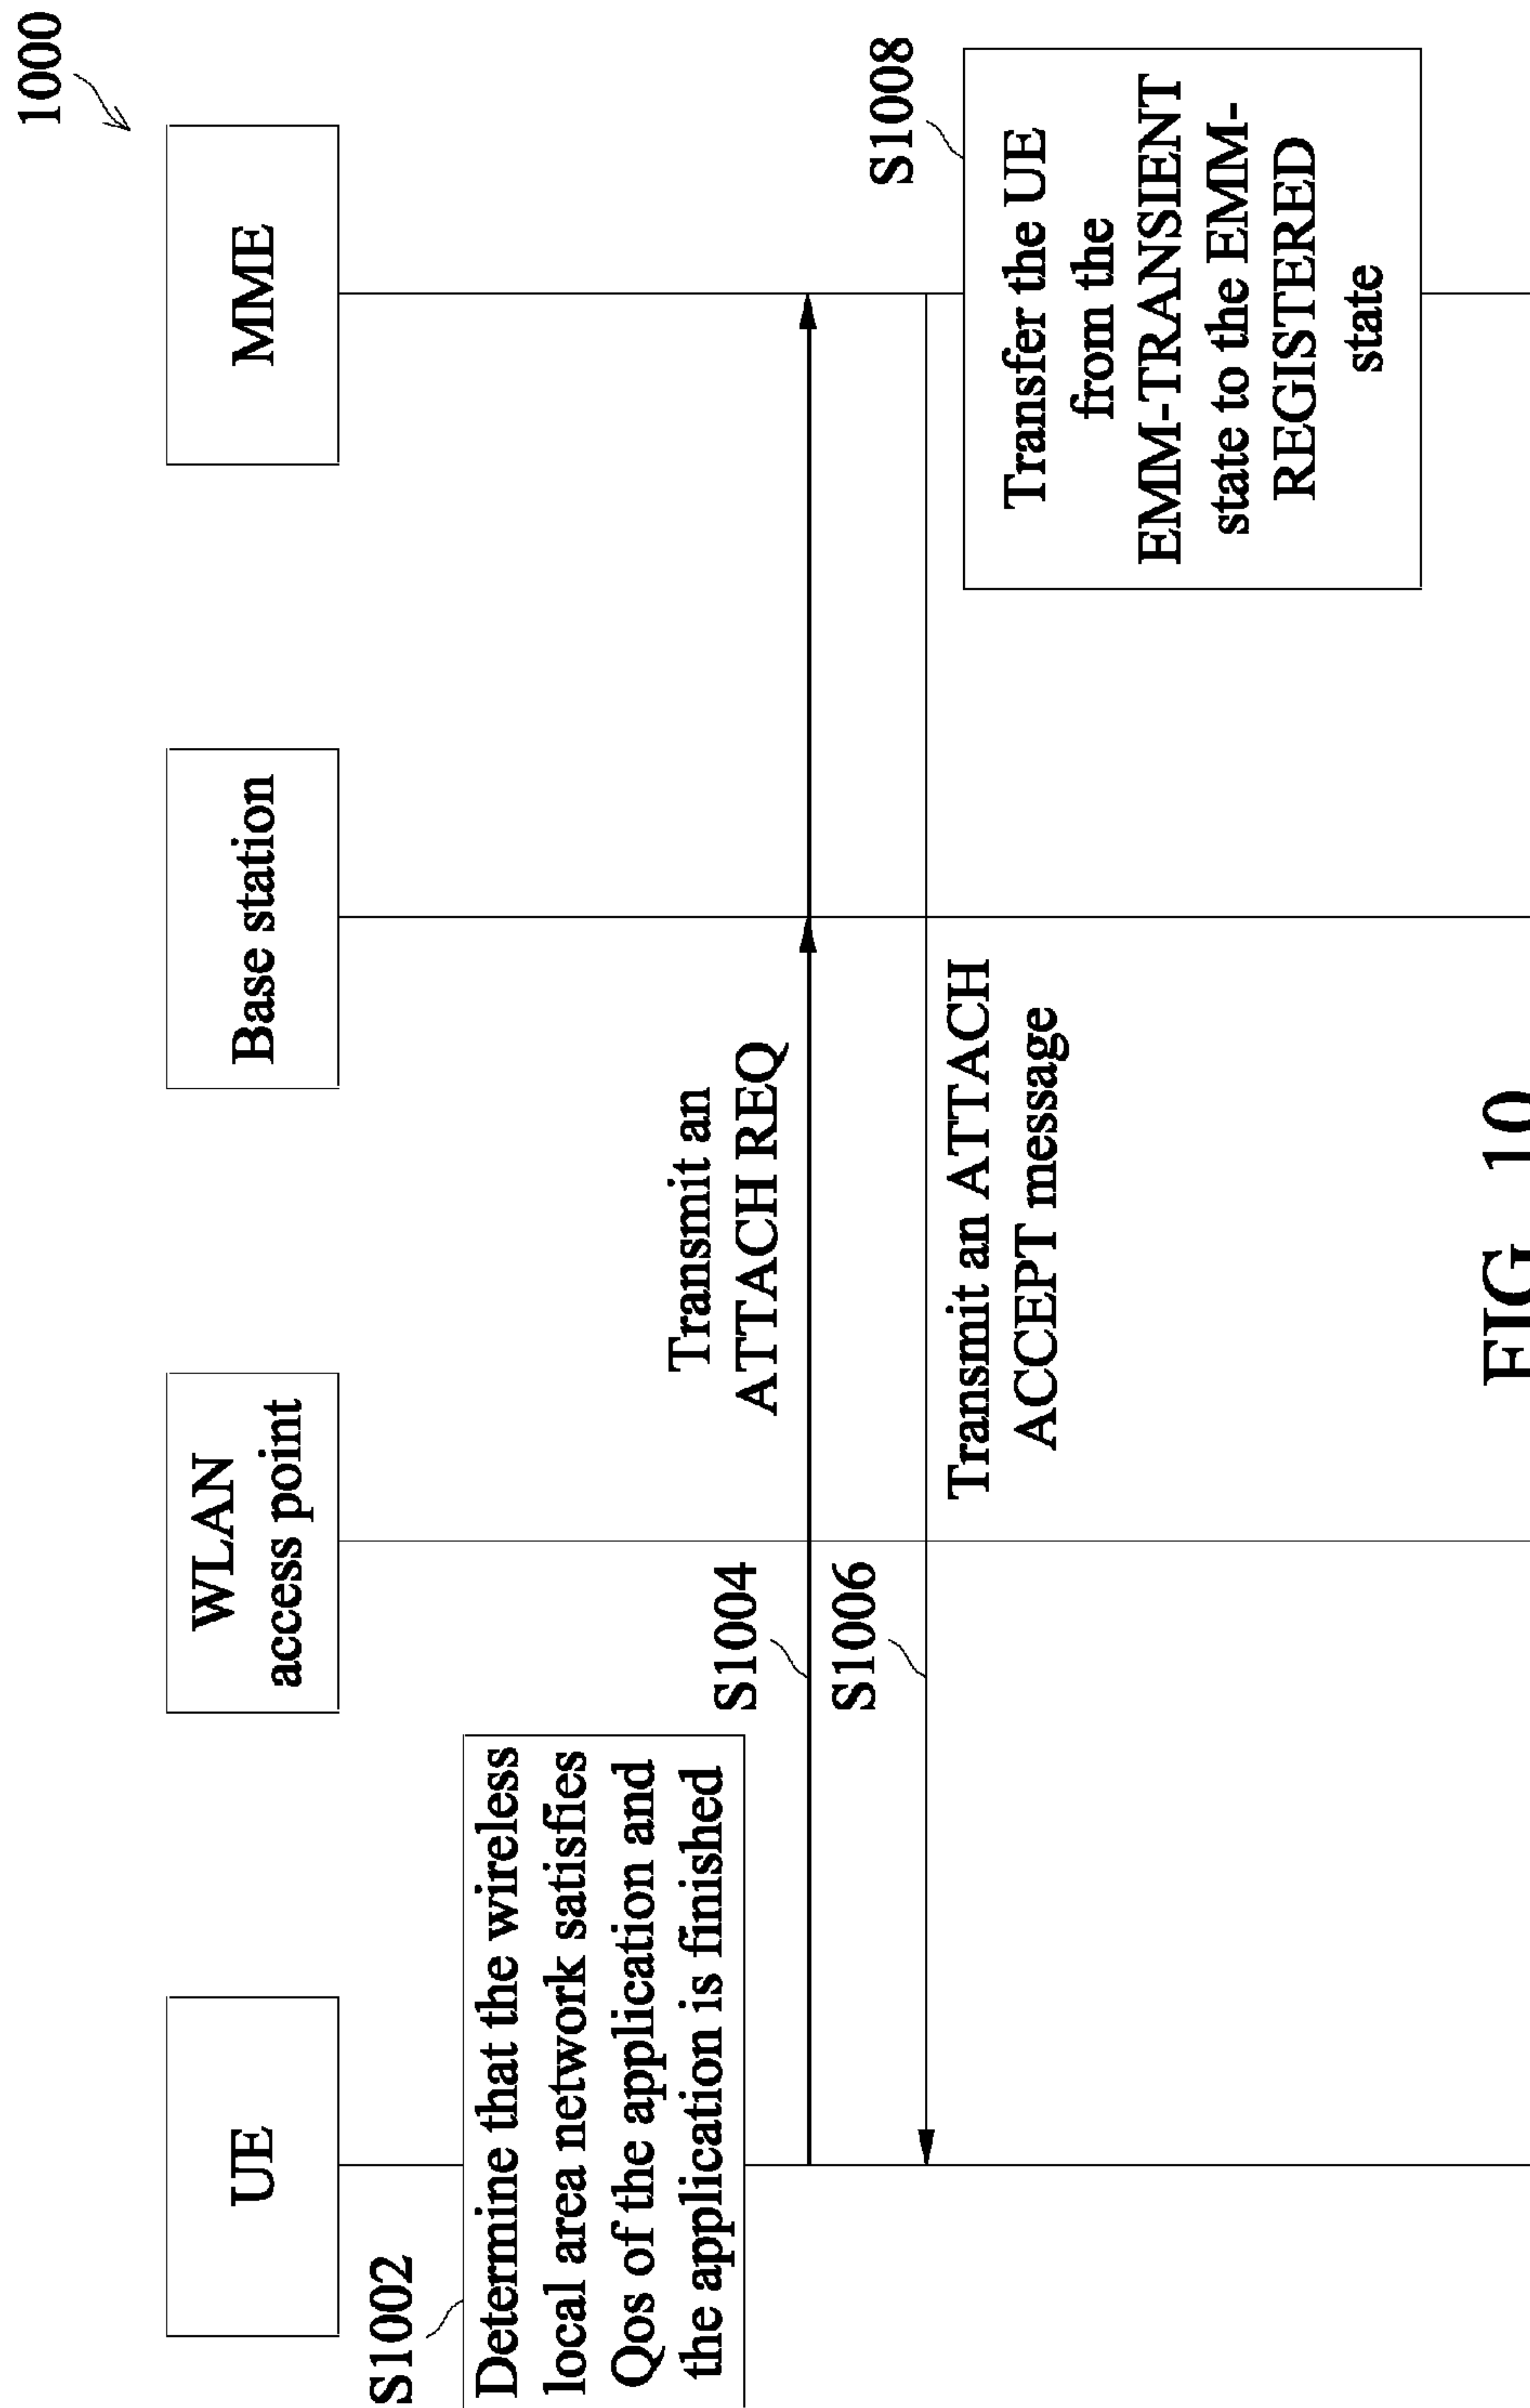 1000
UE
WLAN
access point
Base station
MME
S1002
Determine that the wireless
local area network satisfies
Qos of the application and
the application is finished
Transmit an
ATTACH REQ
S1004
S1006
Transmit an ATTACH
ACCEPT message
S1008
Transfer the UE
from the
EMM-TRANSIENT
state to the EMM-
REGISTERED
state
FIG. 10